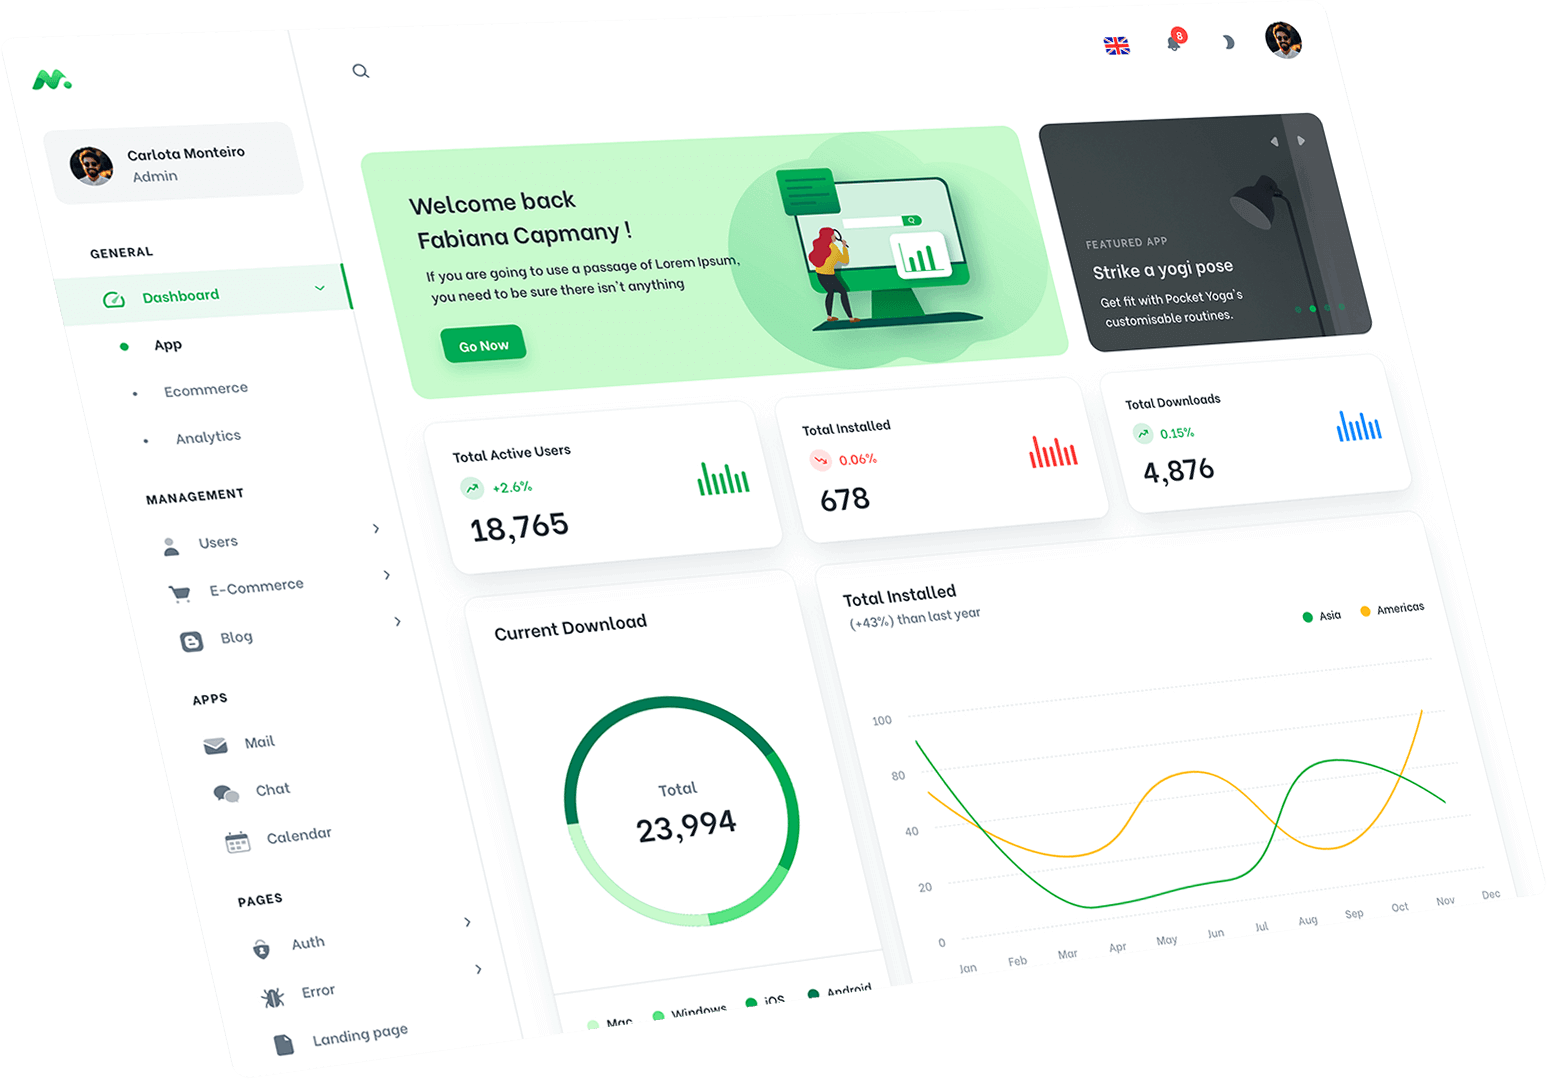 8
Carlota Monteiro
Admin
GENERAL
Dashboard
App
Ecommerce
Analytics
MANAGEMENT
Users
E-Commerce
Blog
APPS
Mail
Chat
Calendar
PAGES
Auth
Error
Landing page
Welcome back
Fabiana Capmany !
If you are going to use a passage of Lorem Ipsum,
you need to be sure there isn't anything
Go Now
FEATURED APP
Strike a yogi pose
Get fit with Pocket Yoga's
customisable routines.
Total Active Users
+2.6%
18,765
Total Installed
0.06%
678
Total Downloads
0.15%
4,876
Current Download
Total
23,994
Mac Windows iOS Android
Total Installed
(+43%) than last year
Asia Americas
100
80
40
20
0
Jan Feb Mar Apr May Jun Jul Aug Sep Oct Nov Dec